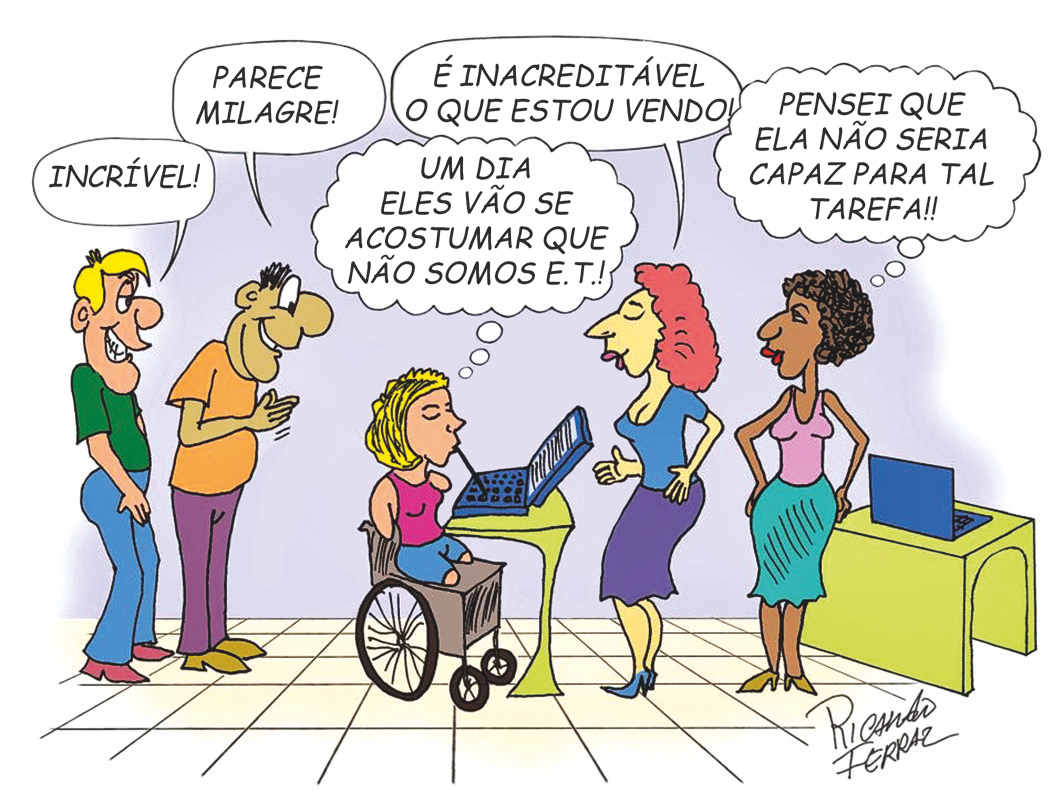 INCRÍVEL!
PARECE
MILAGRE!
É INACREDITÁVEL
O QUE ESTOU VENDO!
UM DIA
ELES VÃO SE
ACOSTUMAR QUE
NÃO SOMOS E.T.!
PENSEI QUE
ELA NÃO SERIA
CAPAZ PARA TAL
TAREFA!!
RICARDO
FERRAZ